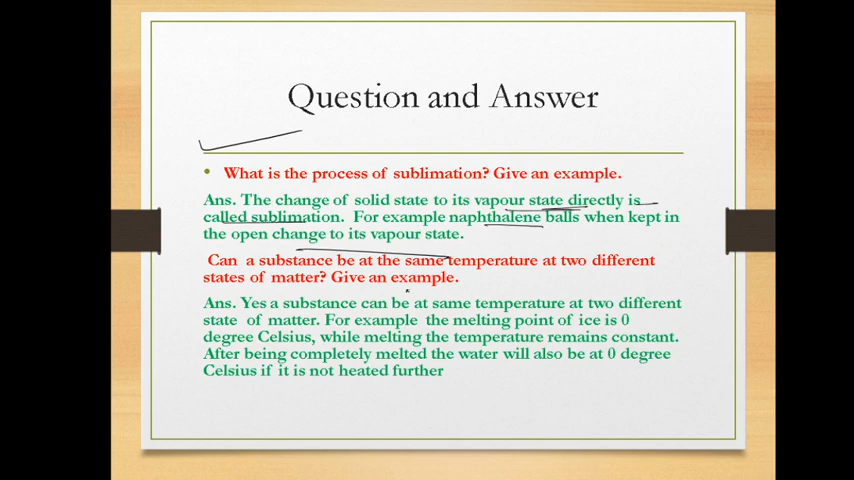 Question and Answer
• What is the process of sublimation? Give an example.
Ans. The change of solid state to its vapour state directly is
called sublimation. For example naphthalene balls when kept in
the open change to its vapour state.
Can a substance be at the same temperature at two different
states of matter? Give an example.
Ans. Yes a substance can be at same temperature at two different
state of matter. For example the melting point of ice is 0
degree Celsius, while melting the temperature remains constant.
After being completely melted the water will also be at 0 degree
Celsius if it is not heated further